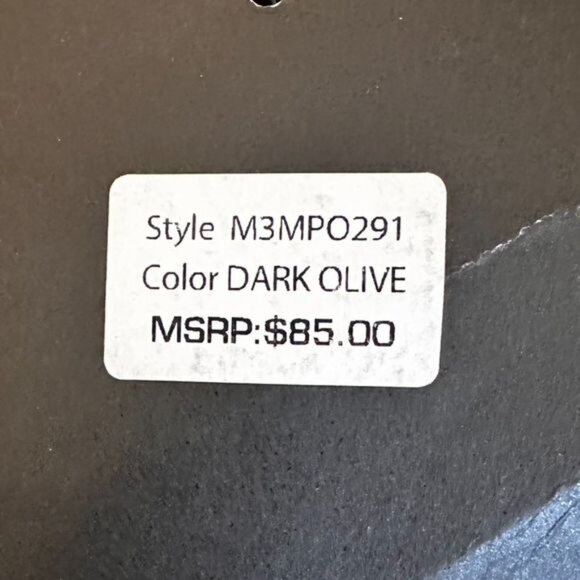 Style M3MPO291
Color DARK OLIVE
MSRP:$85.00